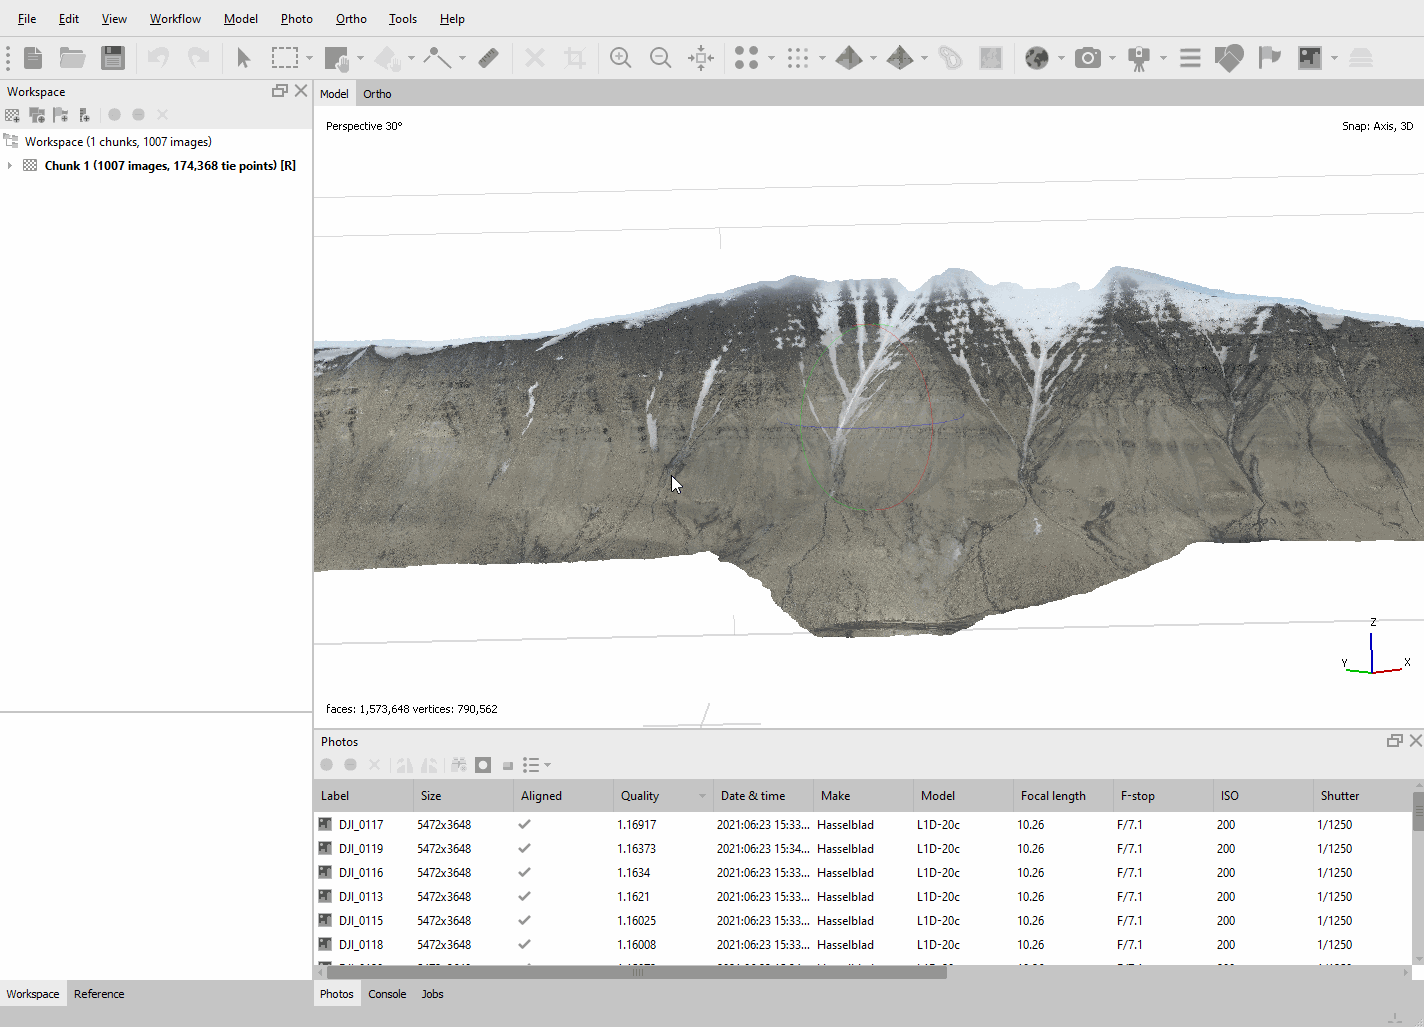 File Edit View Workflow Model Photo Ortho Tools Help
Workspace
Workspace (1 chunks, 1007 images)
Chunk 1 (1007 images, 174,368 tie points) [R]
Model Ortho
Perspective 30°
Snap: Axis, 3D
Z
Y
X
faces: 1,573,648 vertices: 790,562
Photos
Label Size Aligned Quality Date & time Make Model Focal length F-stop ISO Shutter
DJI_0117 5472x3648 1.16917 2021:06:23 15:33... Hasselblad L1D-20c 10.26 F/7.1 200 1/1250
DJI_0119 5472x3648 1.16373 2021:06:23 15:34... Hasselblad L1D-20c 10.26 F/7.1 200 1/1250
DJI_0116 5472x3648 1.1634 2021:06:23 15:33... Hasselblad L1D-20c 10.26 F/7.1 200 1/1250
DJI_0113 5472x3648 1.1621 2021:06:23 15:33... Hasselblad L1D-20c 10.26 F/7.1 200 1/1250
DJI_0115 5472x3648 1.16025 2021:06:23 15:33... Hasselblad L1D-20c 10.26 F/7.1 200 1/1250
DJI_0118 5472x3648 1.16008 2021:06:23 15:33... Hasselblad L1D-20c 10.26 F/7.1 200 1/1250
Workspace Reference
Photos Console Jobs